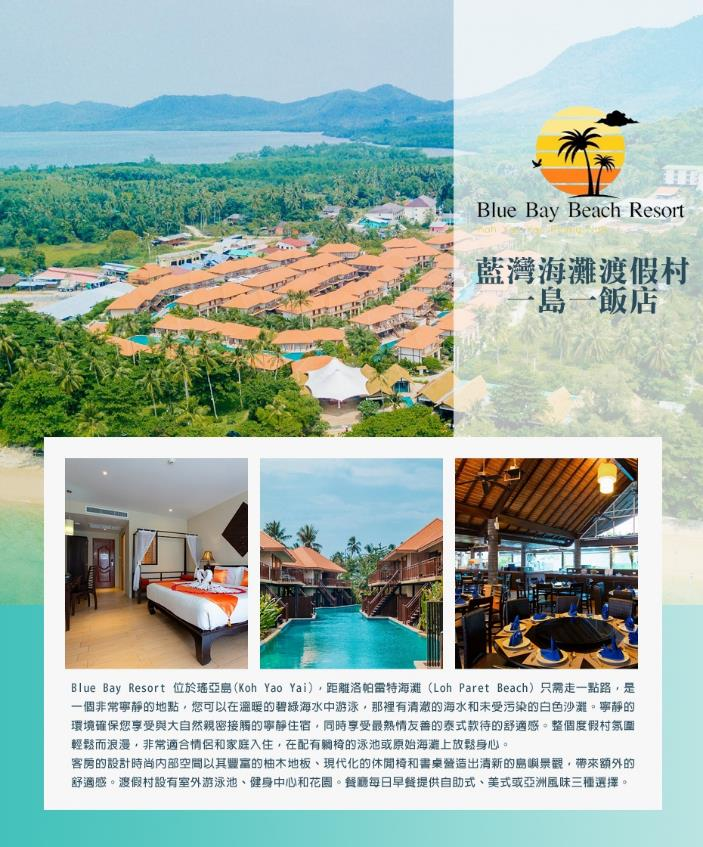 Blue Bay Beach Resort
藍灣海灘渡假村
一島一飯店
Blue Bay Resort 位於瑤亞島(Koh Yao Yai)，距離洛帕雷特海灘 (Loh Paret Beach) 只需走一點路，是
一個非常寧靜的地點，您可以在溫暖的碧綠海水中游泳，那裡有清澈的海水和未受污染的白色沙灘。寧靜的
環境確保您享受與大自然親密接觸的寧靜住宿，同時享受最熱情友善的泰式款待的舒適感。整個度假村氛圍
輕鬆而浪漫，非常適合情侶和家庭入住，在配有躺椅的泳池或原始海灘上放鬆身心。
客房的設計時尚內部空間以其豐富的柚木地板、現代化的休閒椅和書桌營造出清新的島嶼景觀，帶來額外的
舒適感。渡假村設有室外游泳池、健身中心和花園。餐廳每日早餐提供自助式、美式或亞洲風味三種選擇。